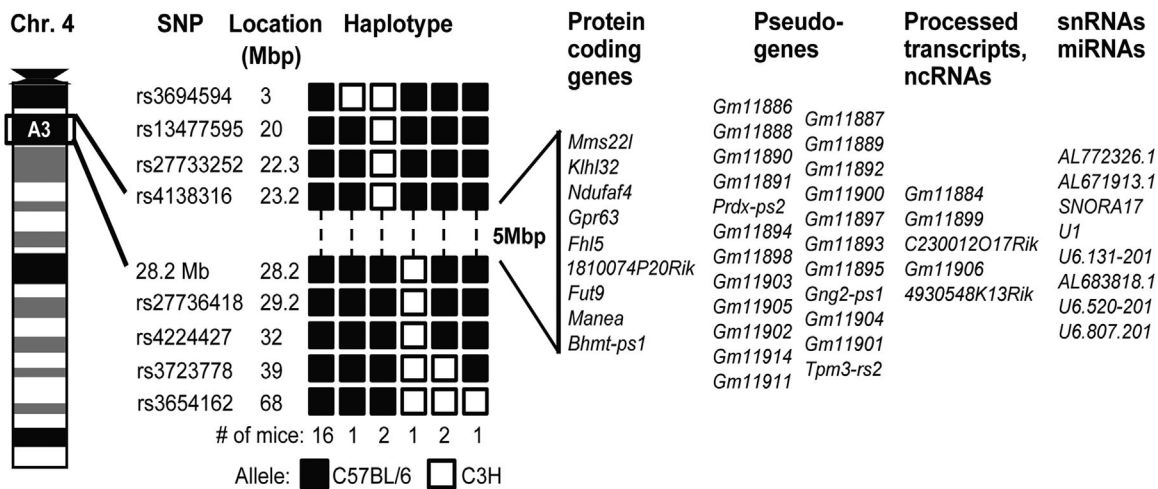 Chr. 4
SNP
Location
(Mbp)
Haplotype
Protein
coding
genes
Pseudo-
genes
Processed
transcripts,
ncRNAs
snRNAs
miRNAs
A3
rs3694594 3
rs13477595 20
rs27733252 22.3
rs4138316 23.2
28.2 Mb 28.2
rs27736418 29.2
rs4224427 32
rs3723778 39
rs3654162 68
# of mice: 16 1 2 1 2 1
Allele: C57BL/6 C3H
5Mbp
Mms22l
Klhl32
Ndufaf4
Gpr63
Fhl5
1810074P20Rik
Fut9
Manea
Bhmt-ps1
Gm11886
Gm11888
Gm11890
Gm11891
Prdx-ps2
Gm11894
Gm11898
Gm11903
Gm11905
Gm11902
Gm11914
Gm11911
Gm11887
Gm11889
Gm11892
Gm11900
Gm11897
Gm11893
Gm11895
Gng2-ps1
Gm11904
Gm11901
Tpm3-rs2
Gm11884
Gm11899
C230012O17Rik
Gm11906
4930548K13Rik
AL772326.1
AL671913.1
SNORA17
U1
U6.131-201
AL683818.1
U6.520-201
U6.807.201